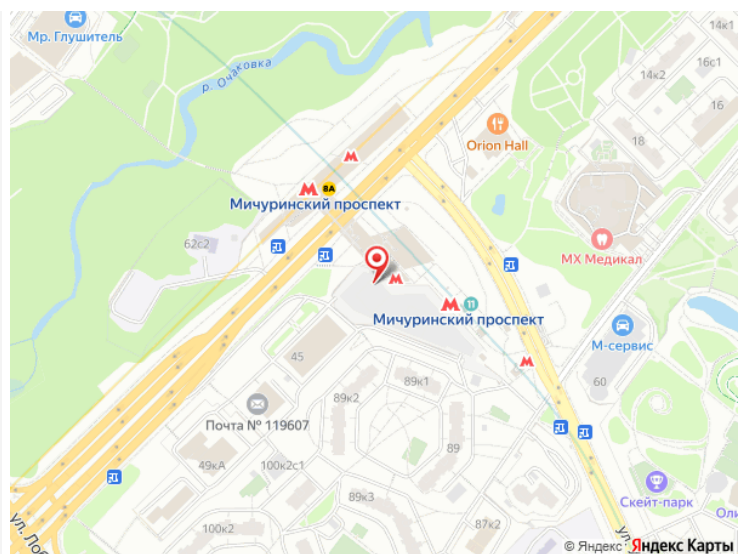 Мр. Глушитель
р. Очаковка
14к1
14к2
16с1
16
18
Orion Hall
8А
Мичуринский проспект
62с2
МХ Медикал
11
Мичуринский проспект
М-сервис
45
60
89к1
89к2
Почта № 119607
89
49кА
100к2с1
89к3
Скейт-парк
87к2
100к2
© Яндекс Яндекс Карты